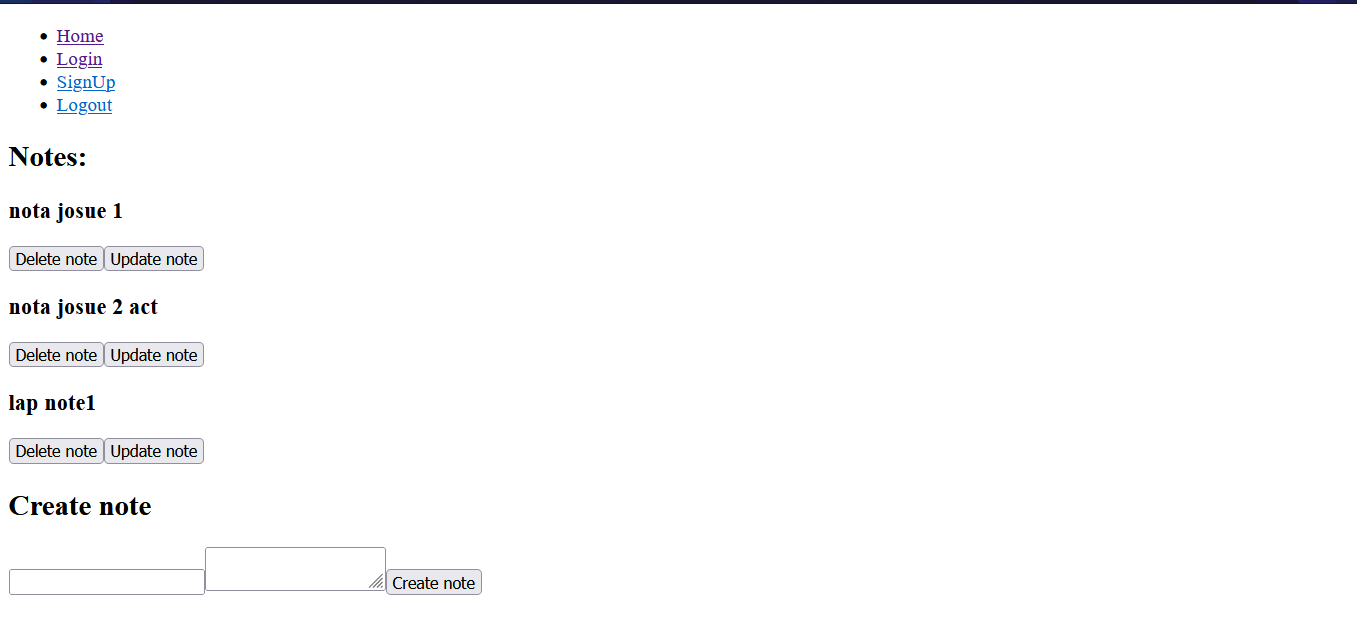 Home
Login
SignUp
Logout
Notes:
nota josue 1
Delete note Update note
nota josue 2 act
Delete note Update note
lap note1
Delete note Update note
Create note
Create note